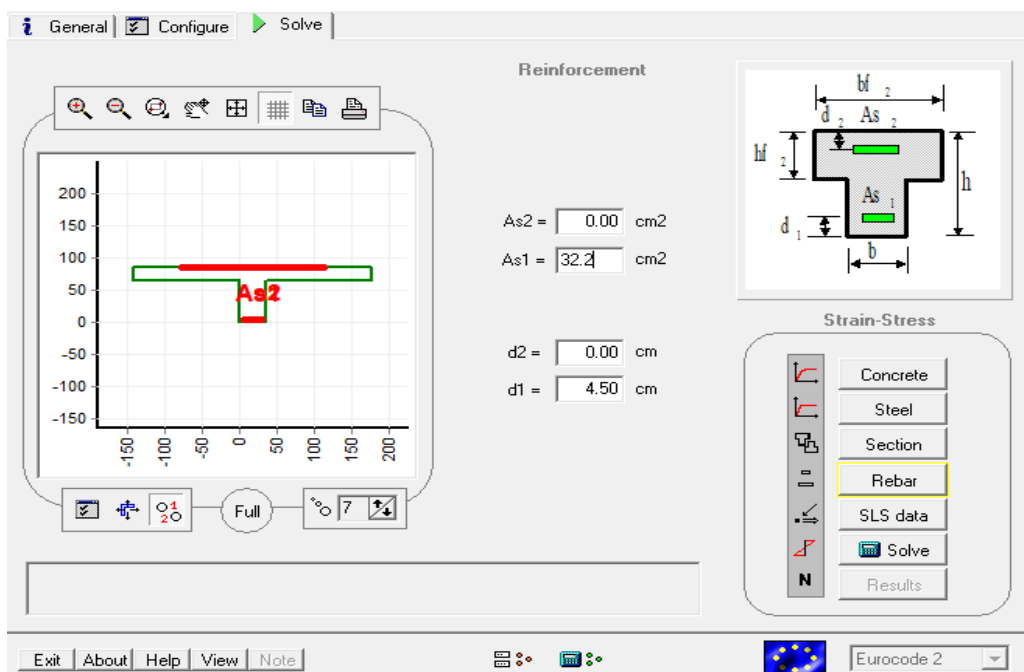 General Configure Solve
Reinforcement
bf 2
d 2 As 2
hf 2
h
As 1
d 1
b
200
150
100
50
0
-50
-100
-150
-150 -100 -50 0 50 100 150 200
As2 = 0.00 cm2
As1 = 32.2 cm2
d2 = 0.00 cm
d1 = 4.50 cm
1
2
Full
7
Strain-Stress
Concrete
Steel
Section
Rebar
SLS data
Solve
N
Results
Exit About Help View Note
Eurocode 2